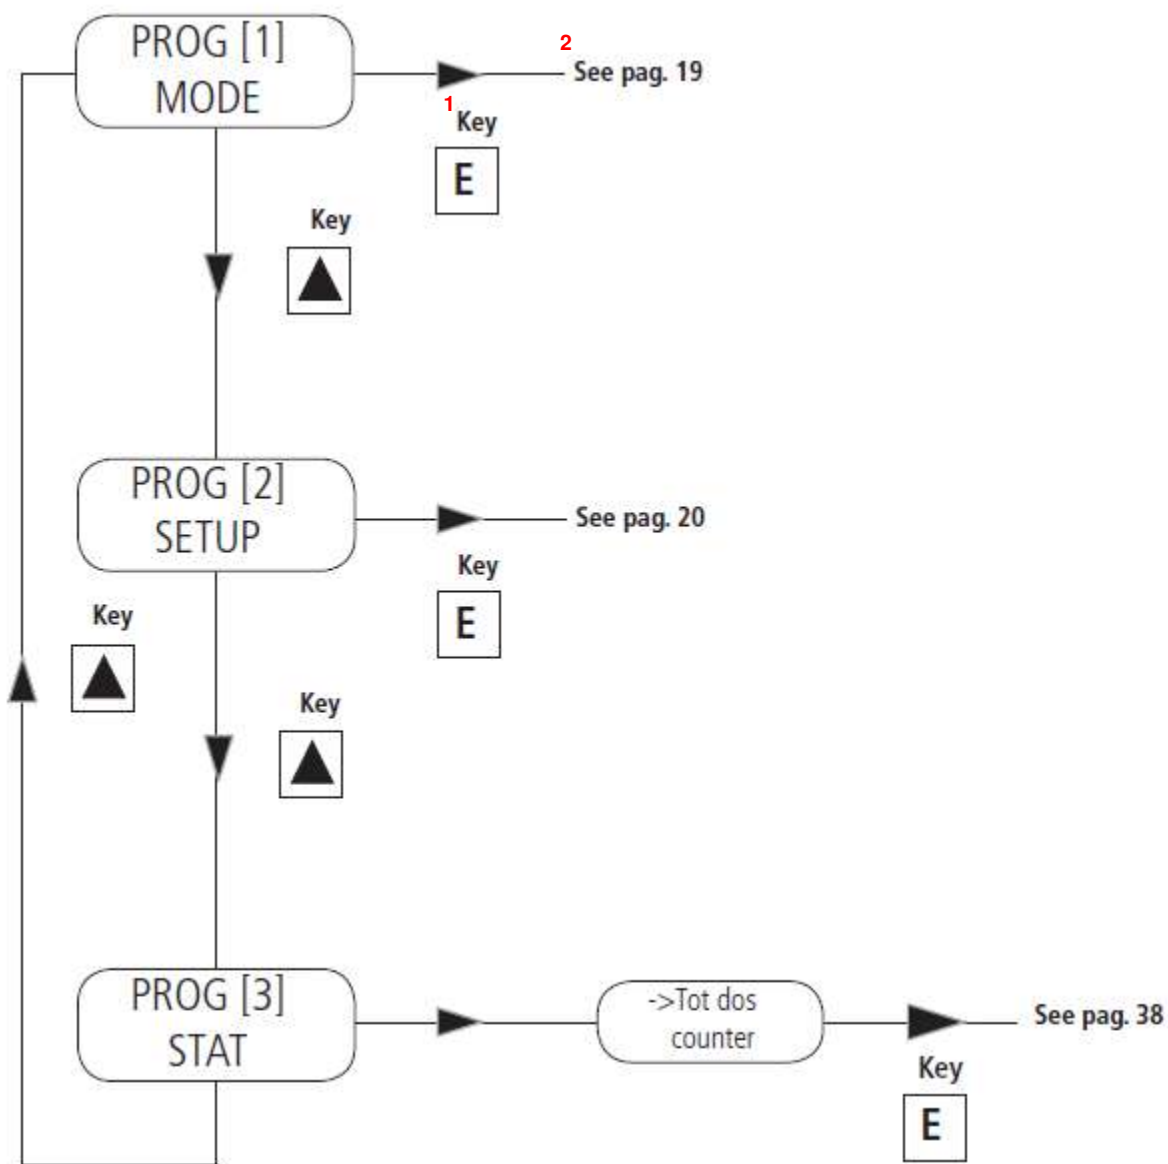 PROG [1]
MODE
2
See pag. 19
1
Key
E
Key
PROG [2]
SETUP
See pag. 20
Key
E
Key
Key
PROG [3]
STAT
->Tot dos
counter
See pag. 38
Key
E